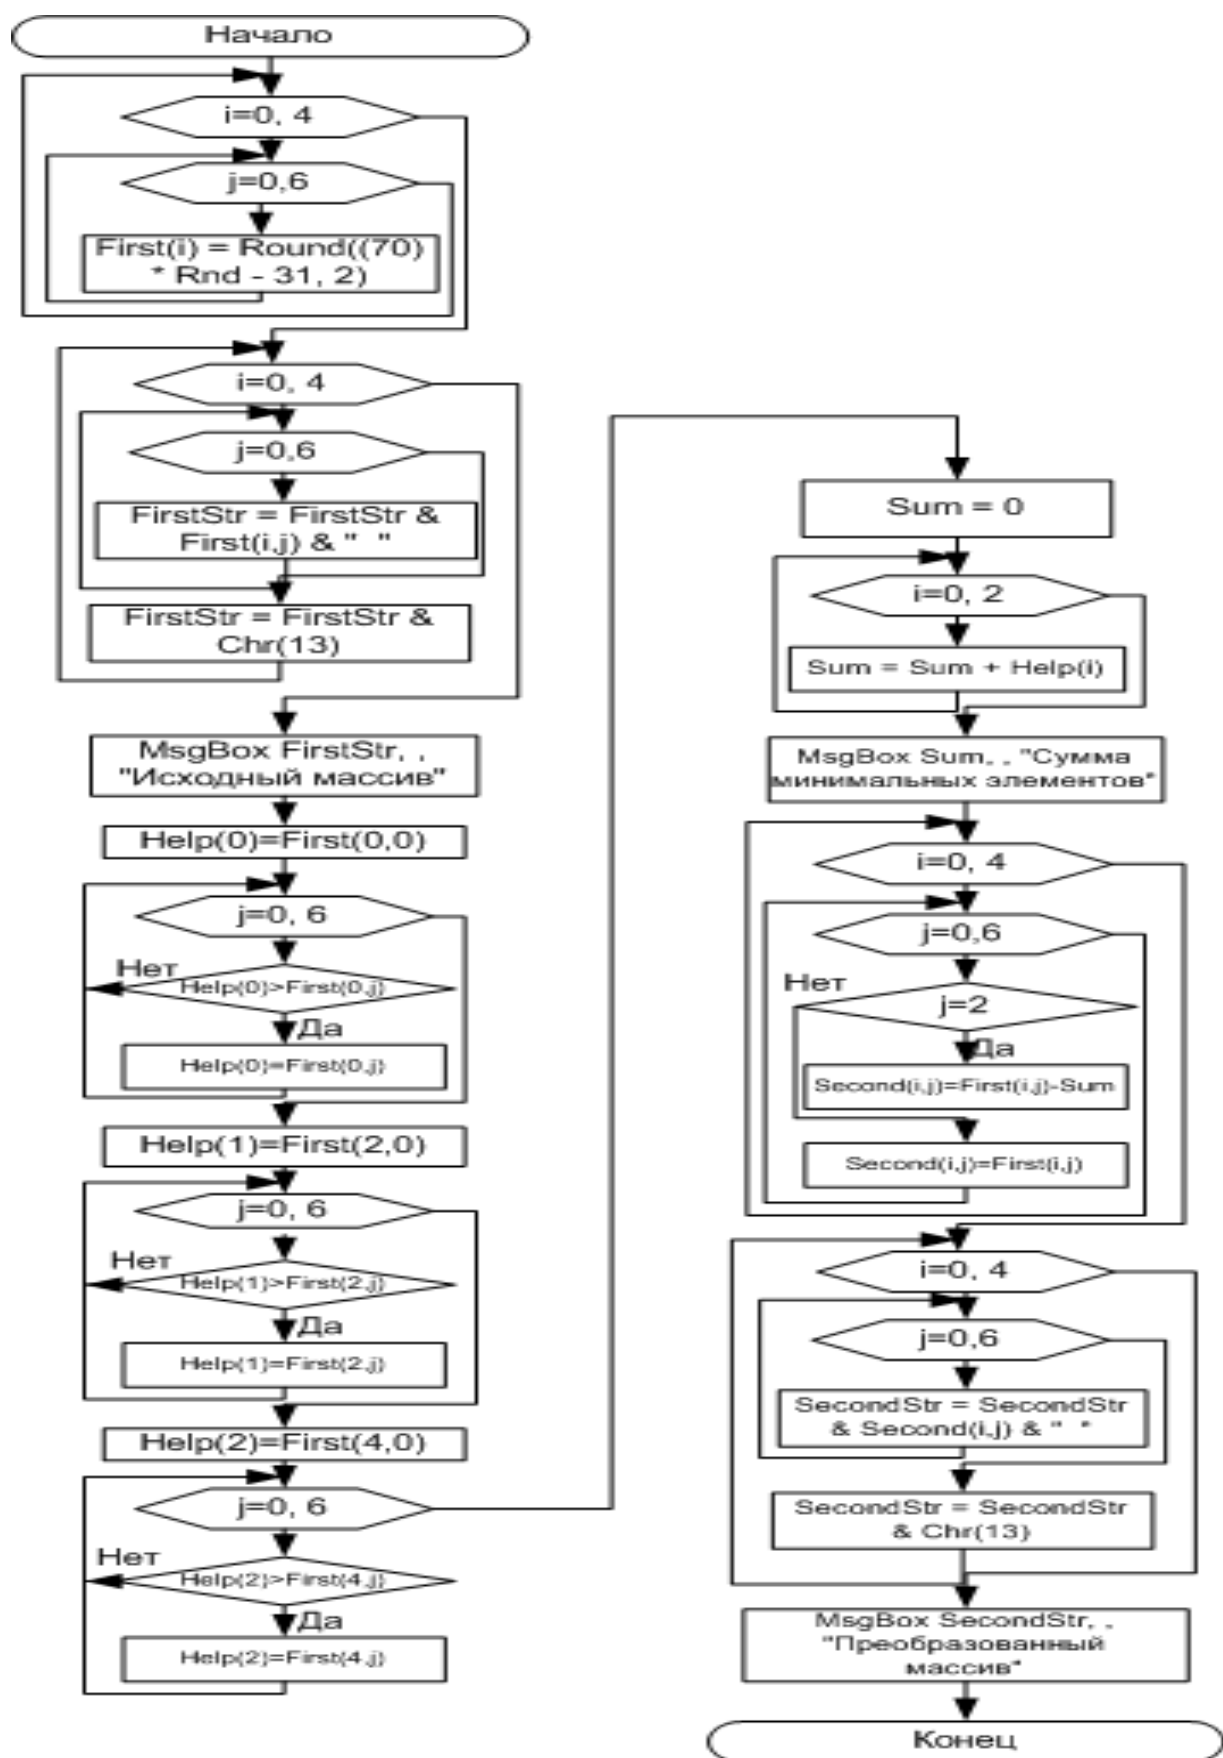 Начало
i=0, 4
j=0,6
First(i) = Round((70)
* Rnd - 31, 2)
i=0, 4
j=0,6
FirstStr = FirstStr &
First(i,j) & "  "
FirstStr = FirstStr &
Chr(13)
MsgBox FirstStr, ,
"Исходный массив"
Help(0)=First(0,0)
j=0, 6
Нет
Help(0)>First(0,j)
Да
Help(0)=First(0,j)
Help(1)=First(2,0)
j=0, 6
Нет
Help(1)>First(2,j)
Да
Help(1)=First(2,j)
Help(2)=First(4,0)
j=0, 6
Нет
Help(2)>First(4,j)
Да
Help(2)=First(4,j)
Sum = 0
i=0, 2
Sum = Sum + Help(i)
MsgBox Sum, , "Сумма
минимальных элементов"
i=0, 4
j=0,6
Нет
j=2
Да
Second(i,j)=First(i,j)-Sum
Second(i,j)=First(i,j)
i=0, 4
j=0,6
SecondStr = SecondStr
& Second(i,j) & "  "
SecondStr = SecondStr
& Chr(13)
MsgBox SecondStr, ,
"Преобразованный
массив"
Конец